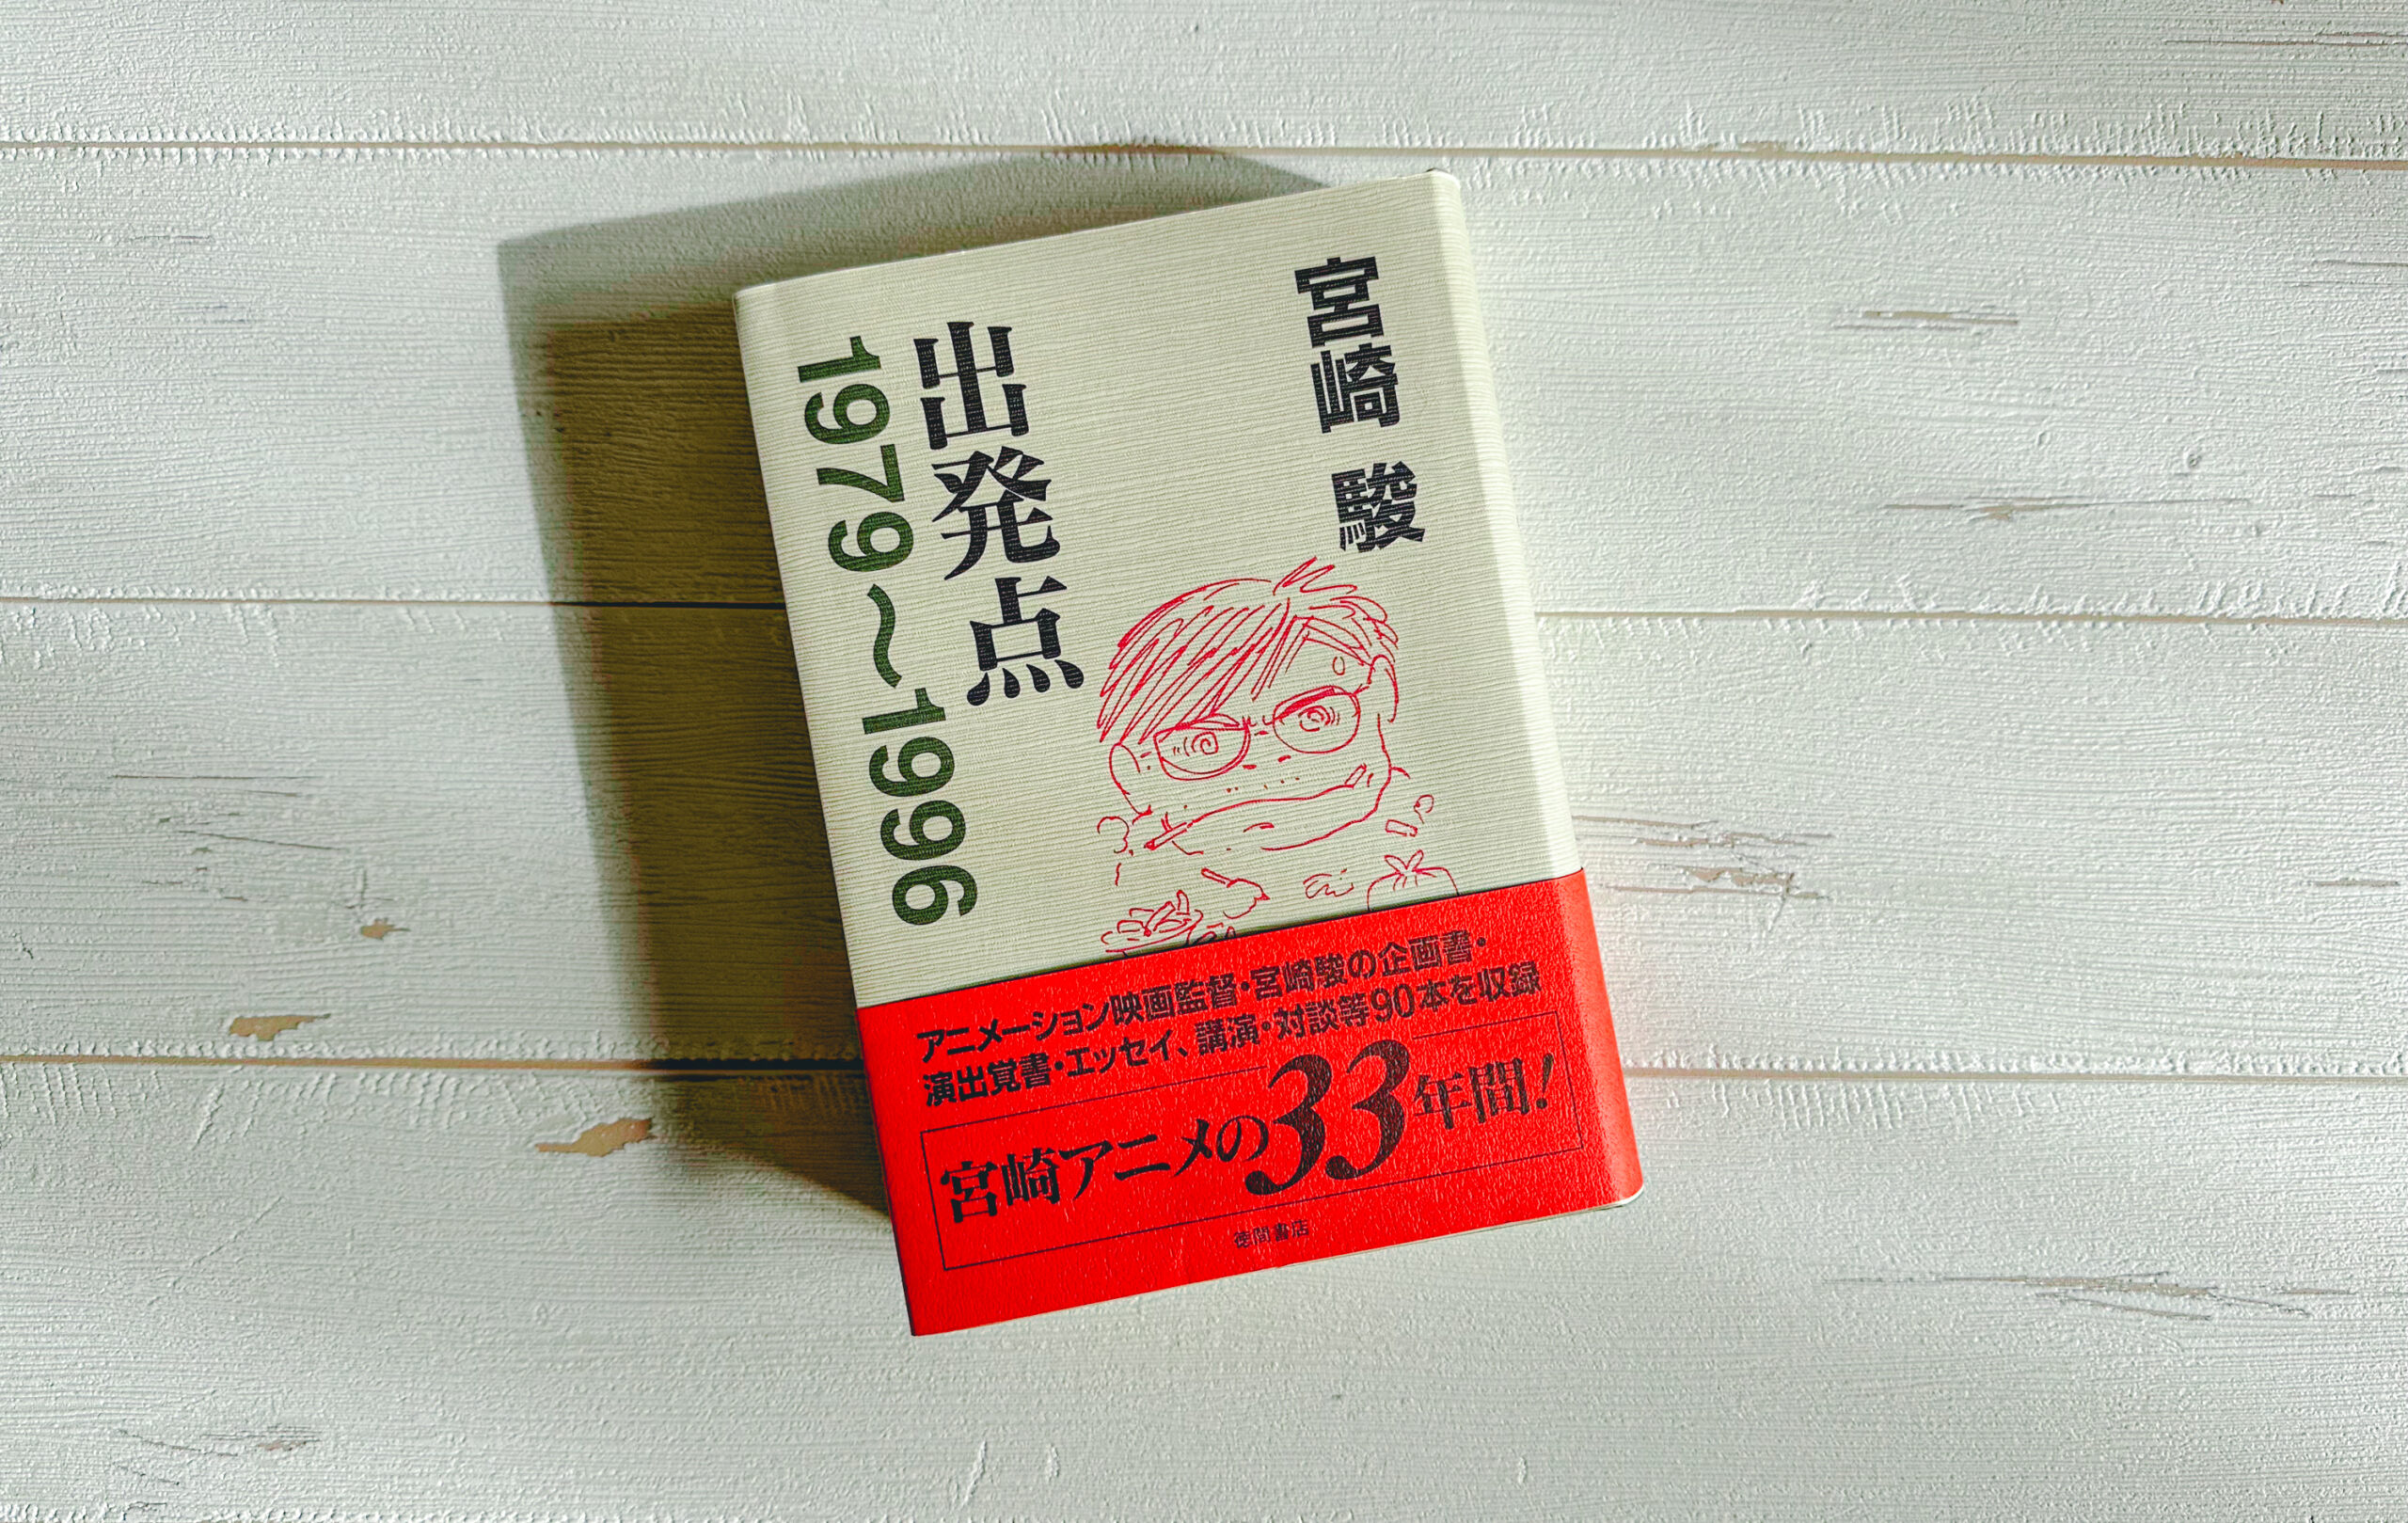 宮崎 駿
出発点
1979〜1996
アニメーション映画監督・宮崎駿の企画書・
演出覚書・エッセイ、講演・対談等90本を収録
宮崎アニメの33年間!
徳間書店